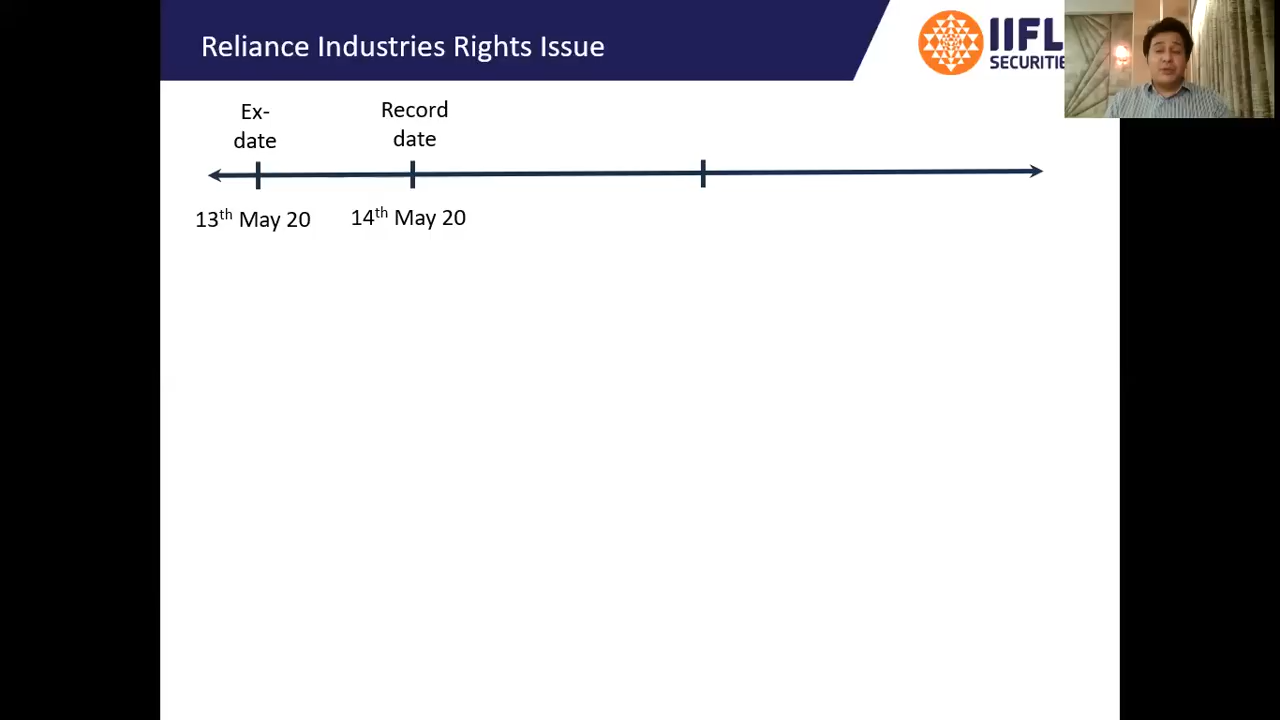 Reliance Industries Rights Issue
IIFL
SECURITIE
Ex-
date
Record
date
13th May 20
14th May 20